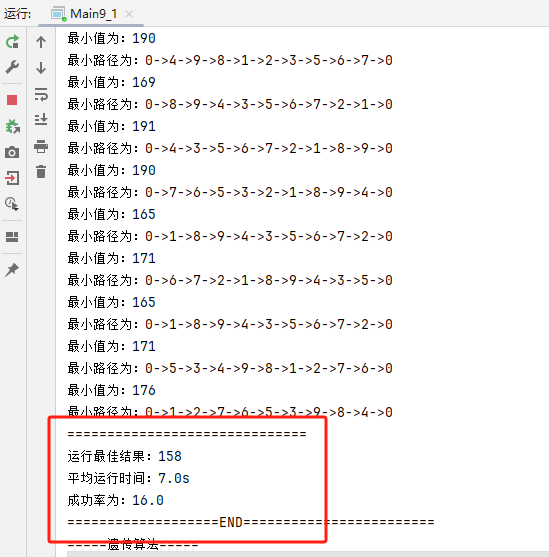 运行: Main9_1 ×
最小值为: 190
最小路径为: 0->4->9->8->1->2->3->5->6->7->0
最小值为: 169
最小路径为: 0->8->9->4->3->5->6->7->2->1->0
最小值为: 191
最小路径为: 0->4->3->5->6->7->2->1->8->9->0
最小值为: 190
最小路径为: 0->7->6->5->3->2->1->8->9->4->0
最小值为: 165
最小路径为: 0->1->8->9->4->3->5->6->7->2->0
最小值为: 171
最小路径为: 0->6->7->2->1->8->9->4->3->5->0
最小值为: 165
最小路径为: 0->1->8->9->4->3->5->6->7->2->0
最小值为: 171
最小路径为: 0->5->3->4->9->8->1->2->7->6->0
最小值为: 176
最小路径为: 0->1->2->7->6->5->3->9->8->4->0
==============================
运行最佳结果: 158
平均运行时间: 7.0s
成功率为: 16.0
===================END========================
-----遗传算法-----